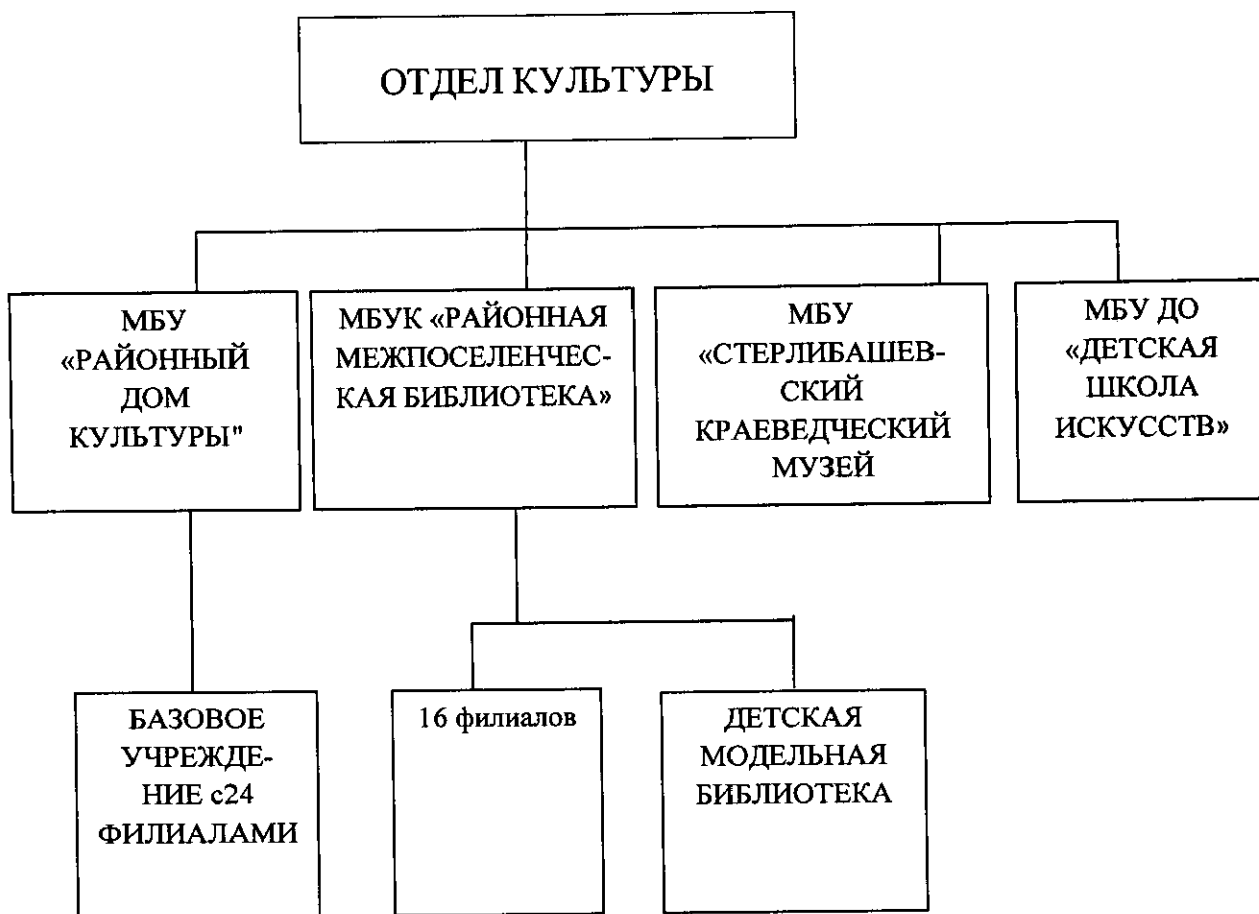 ОТДЕЛ КУЛЬТУРЫ
МБУ
«РАЙОННЫЙ
ДОМ
КУЛЬТУРЫ"
МБУК «РАЙОННАЯ
МЕЖПОСЕЛЕНЧЕС-
КАЯ БИБЛИОТЕКА»
МБУ
«СТЕРЛИБАШЕВ-
СКИЙ
КРАЕВЕДЧЕСКИЙ
МУЗЕЙ
МБУ ДО
«ДЕТСКАЯ
ШКОЛА
ИСКУССТВ»
БАЗОВОЕ
УЧРЕЖДЕ-
НИЕ с24
ФИЛИАЛАМИ
16 филиалов
ДЕТСКАЯ
МОДЕЛЬНАЯ
БИБЛИОТЕКА